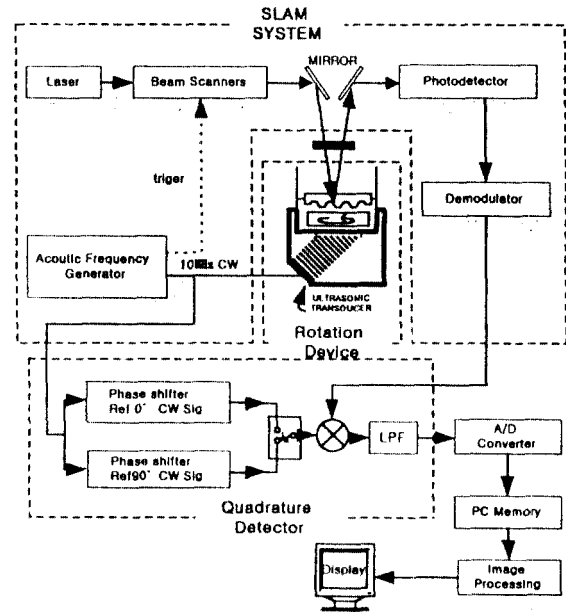 SLAM
SYSTEM
MIRROR
Laser
Beam Scanners
Photodetector
triger
Demodulator
Acoutic Frequency
Generator
CW
ULTRASONIC
TRANSOUCER
Rotation
Device
Phase shifter
Ref 0° CW Sig
Phase shifter
Ref90° CW Sig
LPF
A/D
Converter
Quadrature
Detector
PC Memory
Display
Image
Processing